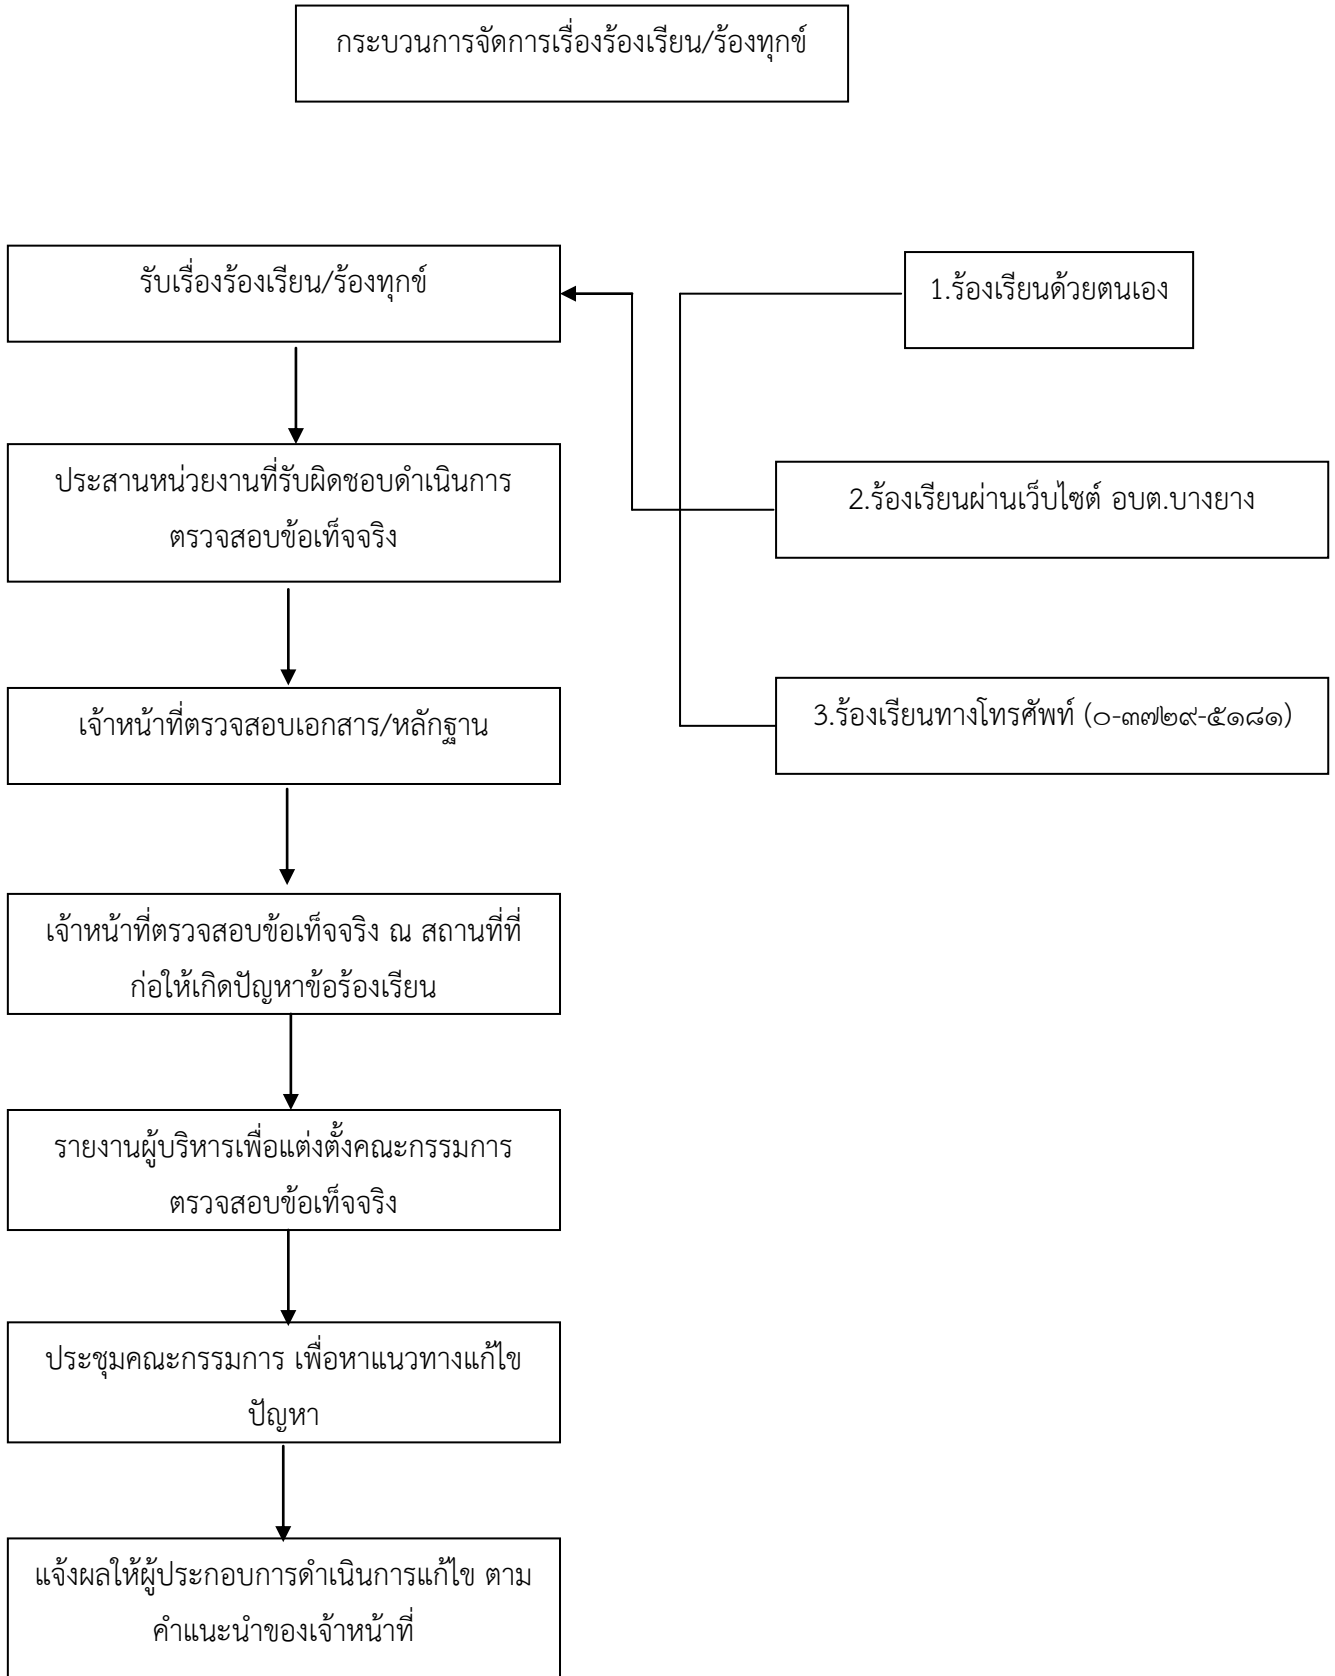 กระบวนการจัดการเรื่องร้องเรียน/ร้องทุกข์
รับเรื่องร้องเรียน/ร้องทุกข์
1.ร้องเรียนด้วยตนเอง
ประสานหน่วยงานที่รับผิดชอบดำเนินการ
ตรวจสอบข้อเท็จจริง
2.ร้องเรียนผ่านเว็บไซต์ อบต.บางยาง
เจ้าหน้าที่ตรวจสอบเอกสาร/หลักฐาน
3.ร้องเรียนทางโทรศัพท์ (๐-๓๗๒๙-๕๑๘๑)
เจ้าหน้าที่ตรวจสอบข้อเท็จจริง ณ สถานที่ที่
ก่อให้เกิดปัญหาข้อร้องเรียน
รายงานผู้บริหารเพื่อแต่งตั้งคณะกรรมการ
ตรวจสอบข้อเท็จจริง
ประชุมคณะกรรมการ เพื่อหาแนวทางแก้ไข
ปัญหา
แจ้งผลให้ผู้ประกอบการดำเนินการแก้ไข ตาม
คำแนะนำของเจ้าหน้าที่